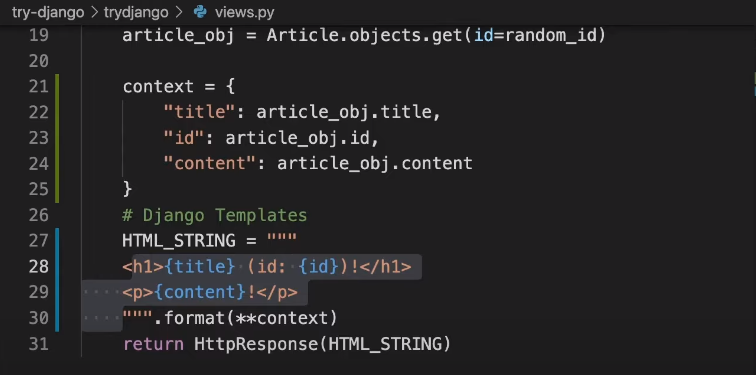 try-django > trydjango > views.py
19 article_obj = Article.objects.get(id=random_id)
20
21 context = {
22 "title": article_obj.title,
23 "id": article_obj.id,
24 "content": article_obj.content
25 }
26 # Django Templates
27 HTML_STRING = """
28 <h1>{title} (id: {id})!</h1>
29 <p>{content}!</p>
30 """.format(**context)
31 return HttpResponse(HTML_STRING)